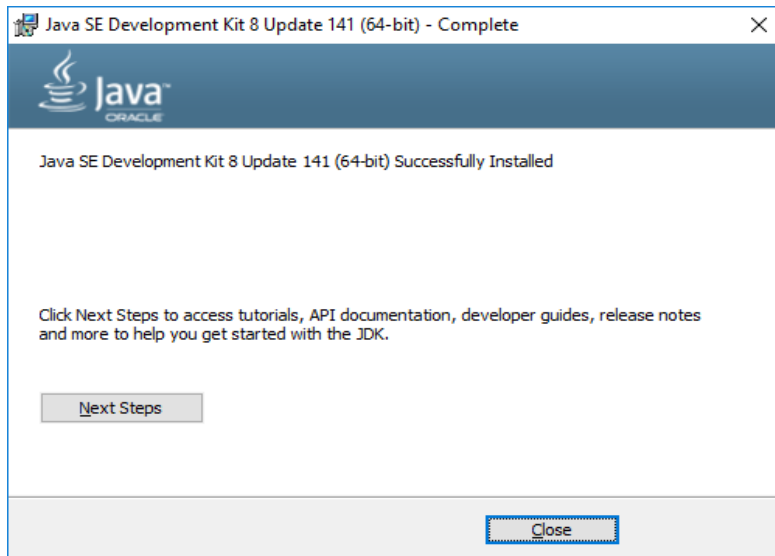 Java SE Development Kit 8 Update 141 (64-bit) - Complete
Java™
ORACLE
Java SE Development Kit 8 Update 141 (64-bit) Successfully Installed
Click Next Steps to access tutorials, API documentation, developer guides, release notes
and more to help you get started with the JDK.
Next Steps
Close